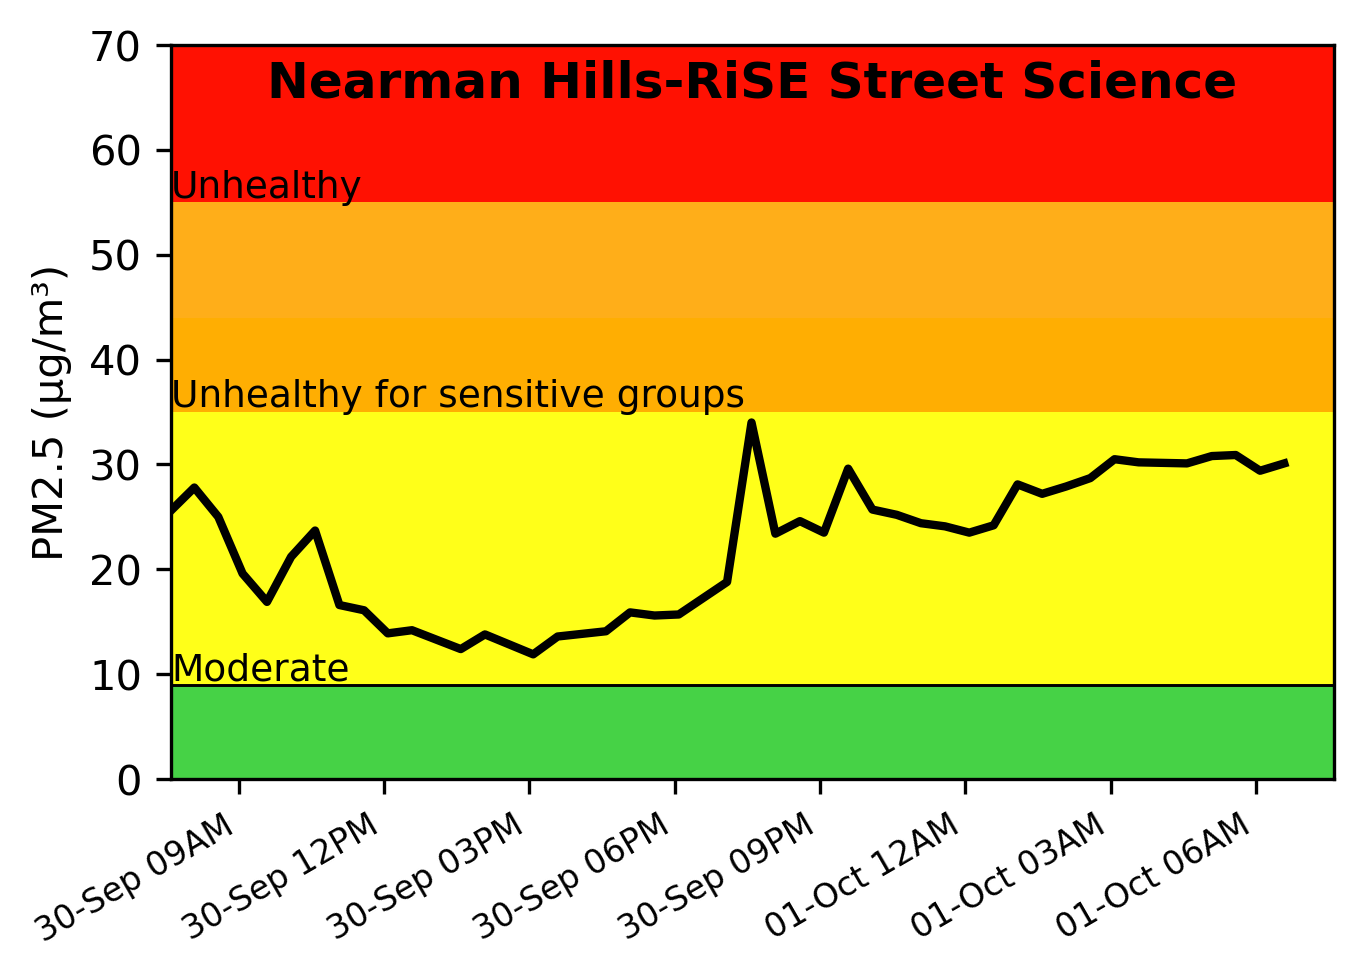 Nearman Hills-RiSE Street Science
70
60
50
40
30
20
10
0
PM2.5 (µg/m³)
Unhealthy
Unhealthy for sensitive groups
Moderate
30-Sep 09AM
30-Sep 12PM
30-Sep 03PM
30-Sep 06PM
30-Sep 09PM
01-Oct 12AM
01-Oct 03AM
01-Oct 06AM